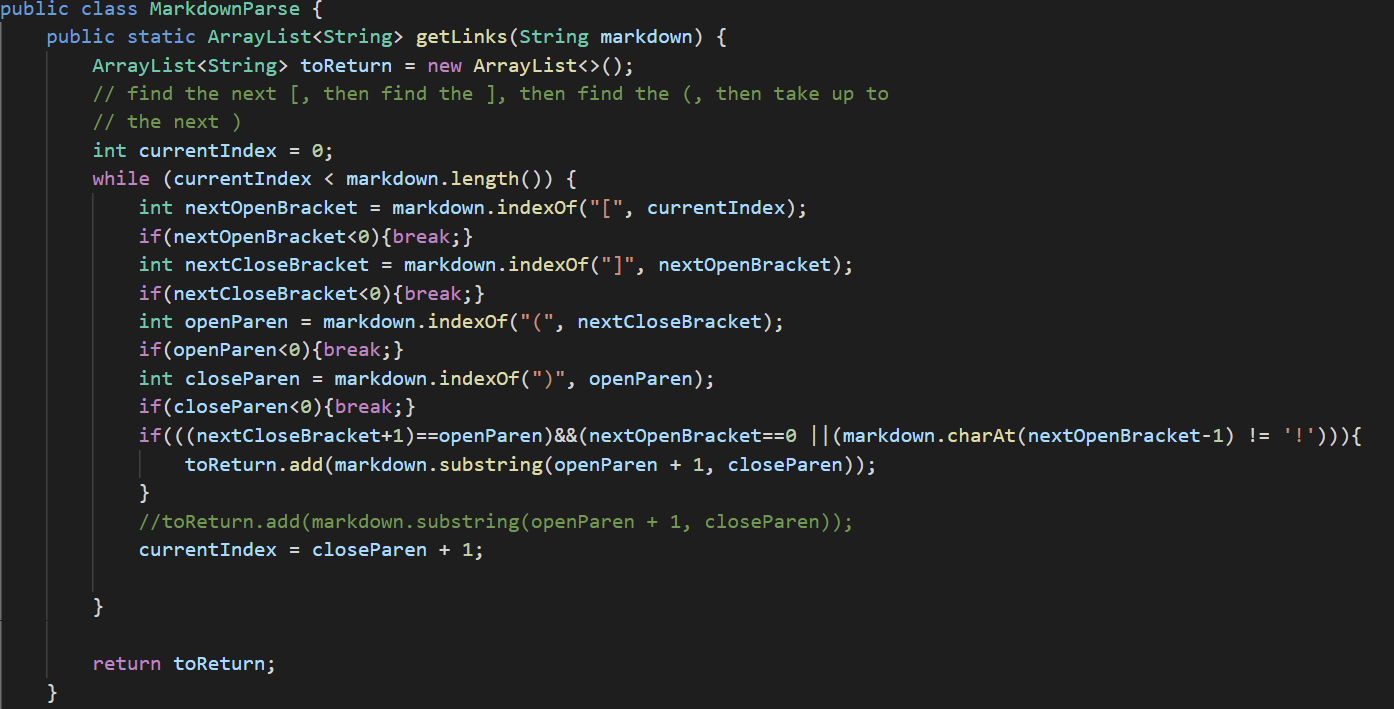 public class MarkdownParse {
    public static ArrayList<String> getLinks(String markdown) {
        ArrayList<String> toReturn = new ArrayList<>();
        // find the next [, then find the ], then find the (, then take up to
        // the next )
        int currentIndex = 0;
        while (currentIndex < markdown.length()) {
            int nextOpenBracket = markdown.indexOf("[", currentIndex);
            if(nextOpenBracket<0){break;}
            int nextCloseBracket = markdown.indexOf("]", nextOpenBracket);
            if(nextCloseBracket<0){break;}
            int openParen = markdown.indexOf("(", nextCloseBracket);
            if(openParen<0){break;}
            int closeParen = markdown.indexOf(")", openParen);
            if(closeParen<0){break;}
            if(((nextCloseBracket+1)==openParen)&&(nextOpenBracket==0 ||(markdown.charAt(nextOpenBracket-1) != '!'))){
                toReturn.add(markdown.substring(openParen + 1, closeParen));
            }
            //toReturn.add(markdown.substring(openParen + 1, closeParen));
            currentIndex = closeParen + 1;
        }
        return toReturn;
    }